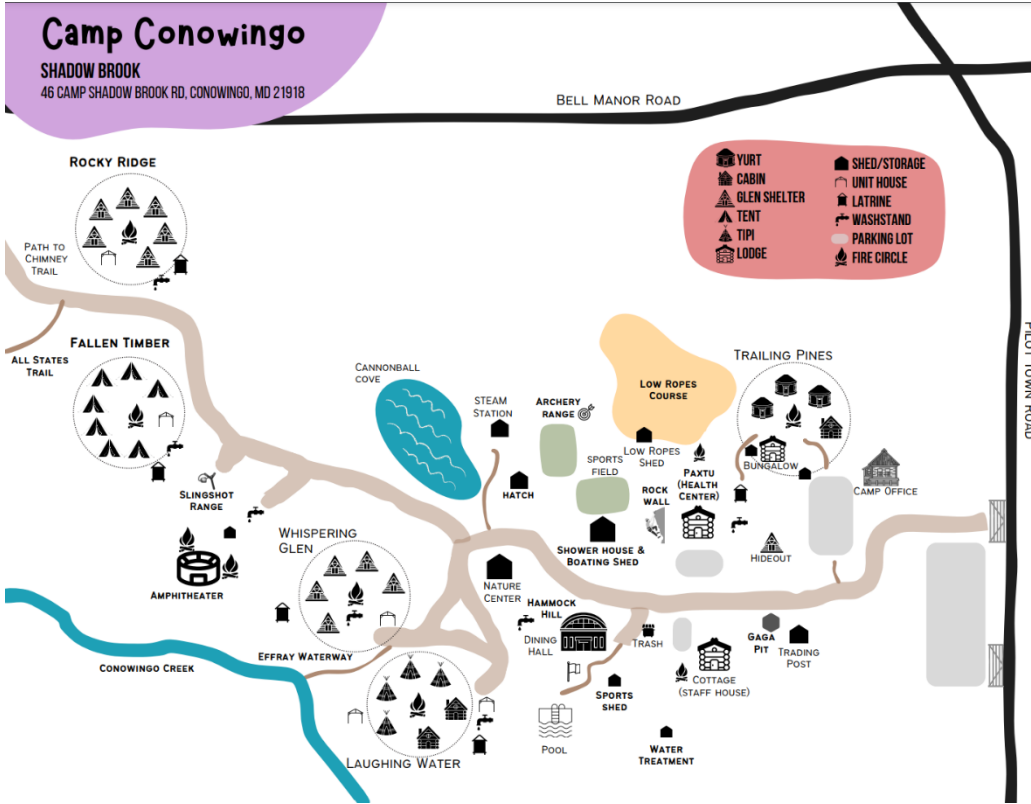 Camp Conowingo
SHADOW BROOK
46 CAMP SHADOW BROOK RD, CONOWINGO, MD 21918
BELL MANOR ROAD
YURT
CABIN
GLEN SHELTER
TENT
TIPI
LODGE
SHED/STORAGE
UNIT HOUSE
LATRINE
WASHSTAND
PARKING LOT
FIRE CIRCLE
PILOT TOWN ROAD
ROCKY RIDGE
PATH TO
CHIMNEY
TRAIL
ALL STATES
TRAIL
FALLEN TIMBER
SLINGSHOT
RANGE
AMPHITHEATER
CANNONBALL
COVE
STEAM
STATION
HATCH
ARCHERY
RANGE
SPORTS
FIELD
LOW ROPES
COURSE
LOW ROPES
SHED
TRAILING PINES
BUNGALOW
CAMP OFFICE
PAXTU
(HEALTH
CENTER)
ROCK
WALL
SHOWER HOUSE &
BOATING SHED
HIDEOUT
WHISPERING
GLEN
NATURE
CENTER
HAMMOCK
HILL
DINING
HALL
TRASH
GAGA
PIT
TRADING
POST
COTTAGE
(STAFF HOUSE)
SPORTS
SHED
POOL
WATER
TREATMENT
EFFRAY WATERWAY
CONOWINGO CREEK
LAUGHING WATER